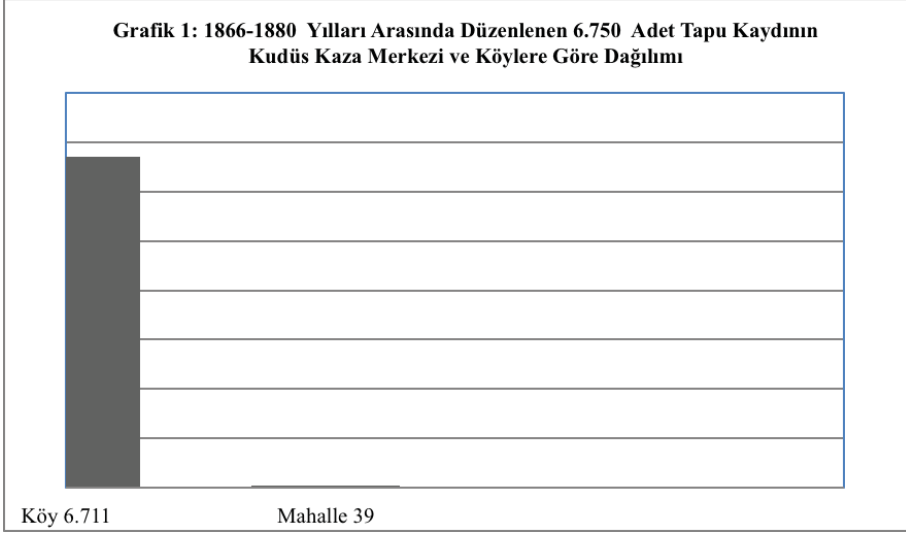 Grafik 1: 1866-1880 Yılları Arasında Düzenlenen 6.750 Adet Tapu Kaydının
Kudüs Kaza Merkezi ve Köylere Göre Dağılımı
Köy 6.711 Mahalle 39